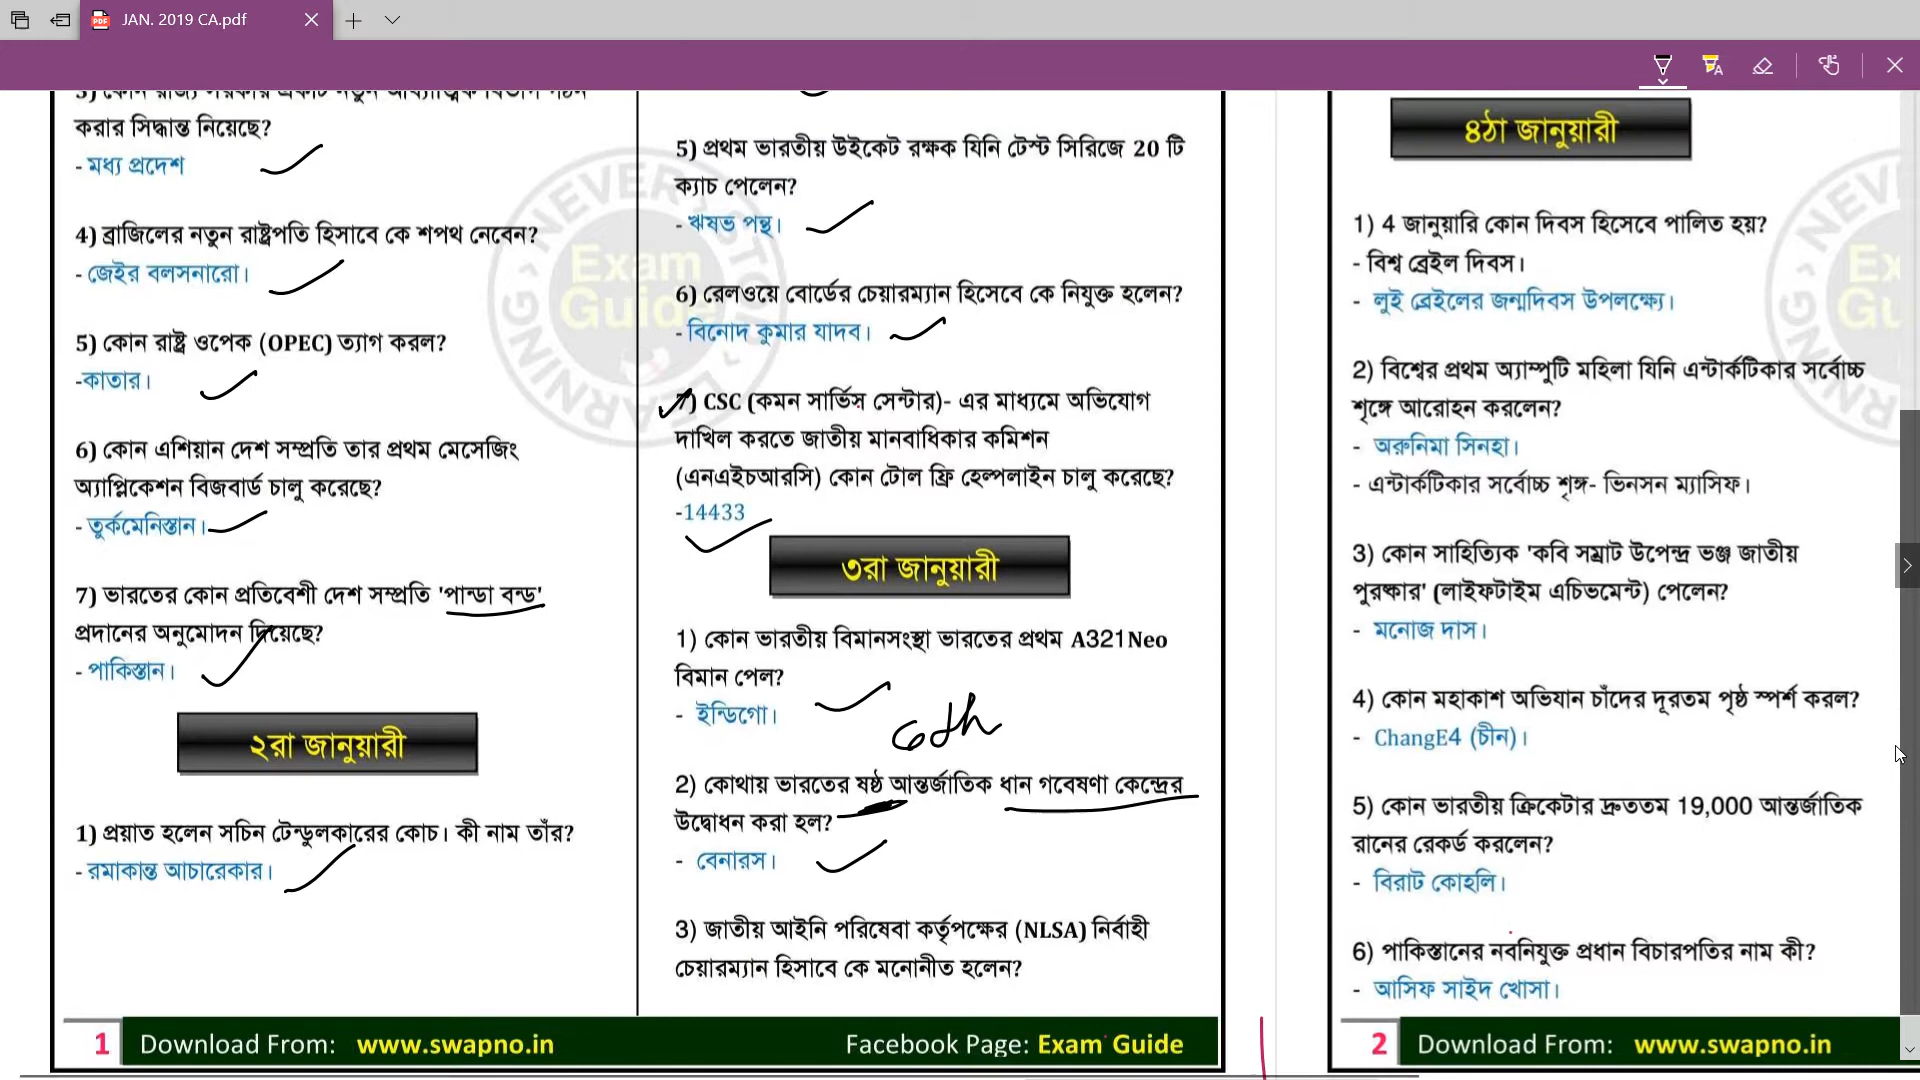 JAN. 2019 CA.pdf
করার সিদ্ধান্ত নিয়েছে?
- মধ্য প্রদেশ
4) ব্রাজিলের নতুন রাষ্ট্রপতি হিসাবে কে শপথ নেবেন?
- জেইর বলসনারো।
5) কোন রাষ্ট্র ওপেক (OPEC) ত্যাগ করল?
-কাতার।
6) কোন এশিয়ান দেশ সম্প্রতি তার প্রথম মেসেজিং
অ্যাপ্লিকেশন বিজবার্ড চালু করেছে?
- তুর্কমেনিস্তান।
7) ভারতের কোন প্রতিবেশী দেশ সম্প্রতি 'পান্ডা বন্ড'
প্রদানের অনুমোদন দিয়েছে?
- পাকিস্তান।
২রা জানুয়ারী
1) প্রয়াত হলেন সচিন টেন্ডুলকারের কোচ। কী নাম তাঁর?
- রমাকান্ত আচারেকার।
5) প্রথম ভারতীয় উইকেট রক্ষক যিনি টেস্ট সিরিজে 20 টি
ক্যাচ পেলেন?
- ঋষভ পন্থ।
6) রেলওয়ে বোর্ডের চেয়ারম্যান হিসেবে কে নিযুক্ত হলেন?
- বিনোদ কুমার যাদব।
7) CSC (কমন সার্ভিস সেন্টার)- এর মাধ্যমে অভিযোগ
দাখিল করতে জাতীয় মানবাধিকার কমিশন
(এনএইচআরসি) কোন টোল ফ্রি হেল্পলাইন চালু করেছে?
-14433
৩রা জানুয়ারী
1) কোন ভারতীয় বিমানসংস্থা ভারতের প্রথম A321Neo
বিমান পেল?
- ইন্ডিগো।
6th
2) কোথায় ভারতের ষষ্ঠ আন্তর্জাতিক ধান গবেষণা কেন্দ্রের
উদ্বোধন করা হল?
- বেনারস।
3) জাতীয় আইনি পরিষেবা কর্তৃপক্ষের (NLSA) নির্বাহী
চেয়ারম্যান হিসাবে কে মনোনীত হলেন?
Exam
Guide
1 Download From: www.swapno.in Facebook Page: Exam Guide
৪ঠা জানুয়ারী
1) 4 জানুয়ারি কোন দিবস হিসেবে পালিত হয়?
- বিশ্ব ব্রেইল দিবস।
- লুই ব্রেইলের জন্মদিবস উপলক্ষ্যে।
2) বিশ্বের প্রথম অ্যাম্পুটি মহিলা যিনি এন্টার্কটিকার সর্বোচ্চ
শৃঙ্গে আরোহন করলেন?
- অরুনিমা সিনহা।
- এন্টার্কটিকার সর্বোচ্চ শৃঙ্গ- ভিনসন ম্যাসিফ।
3) কোন সাহিত্যিক 'কবি সম্রাট উপেন্দ্র ভঞ্জ জাতীয়
পুরষ্কার' (লাইফটাইম এচিভমেন্ট) পেলেন?
- মনোজ দাস।
4) কোন মহাকাশ অভিযান চাঁদের দূরতম পৃষ্ঠ স্পর্শ করল?
- ChangE4 (চীন)।
5) কোন ভারতীয় ক্রিকেটার দ্রুততম 19,000 আন্তর্জাতিক
রানের রেকর্ড করলেন?
- বিরাট কোহলি।
6) পাকিস্তানের নবনিযুক্ত প্রধান বিচারপতির নাম কী?
- আসিফ সাইদ খোসা।
2 Download From: www.swapno.in